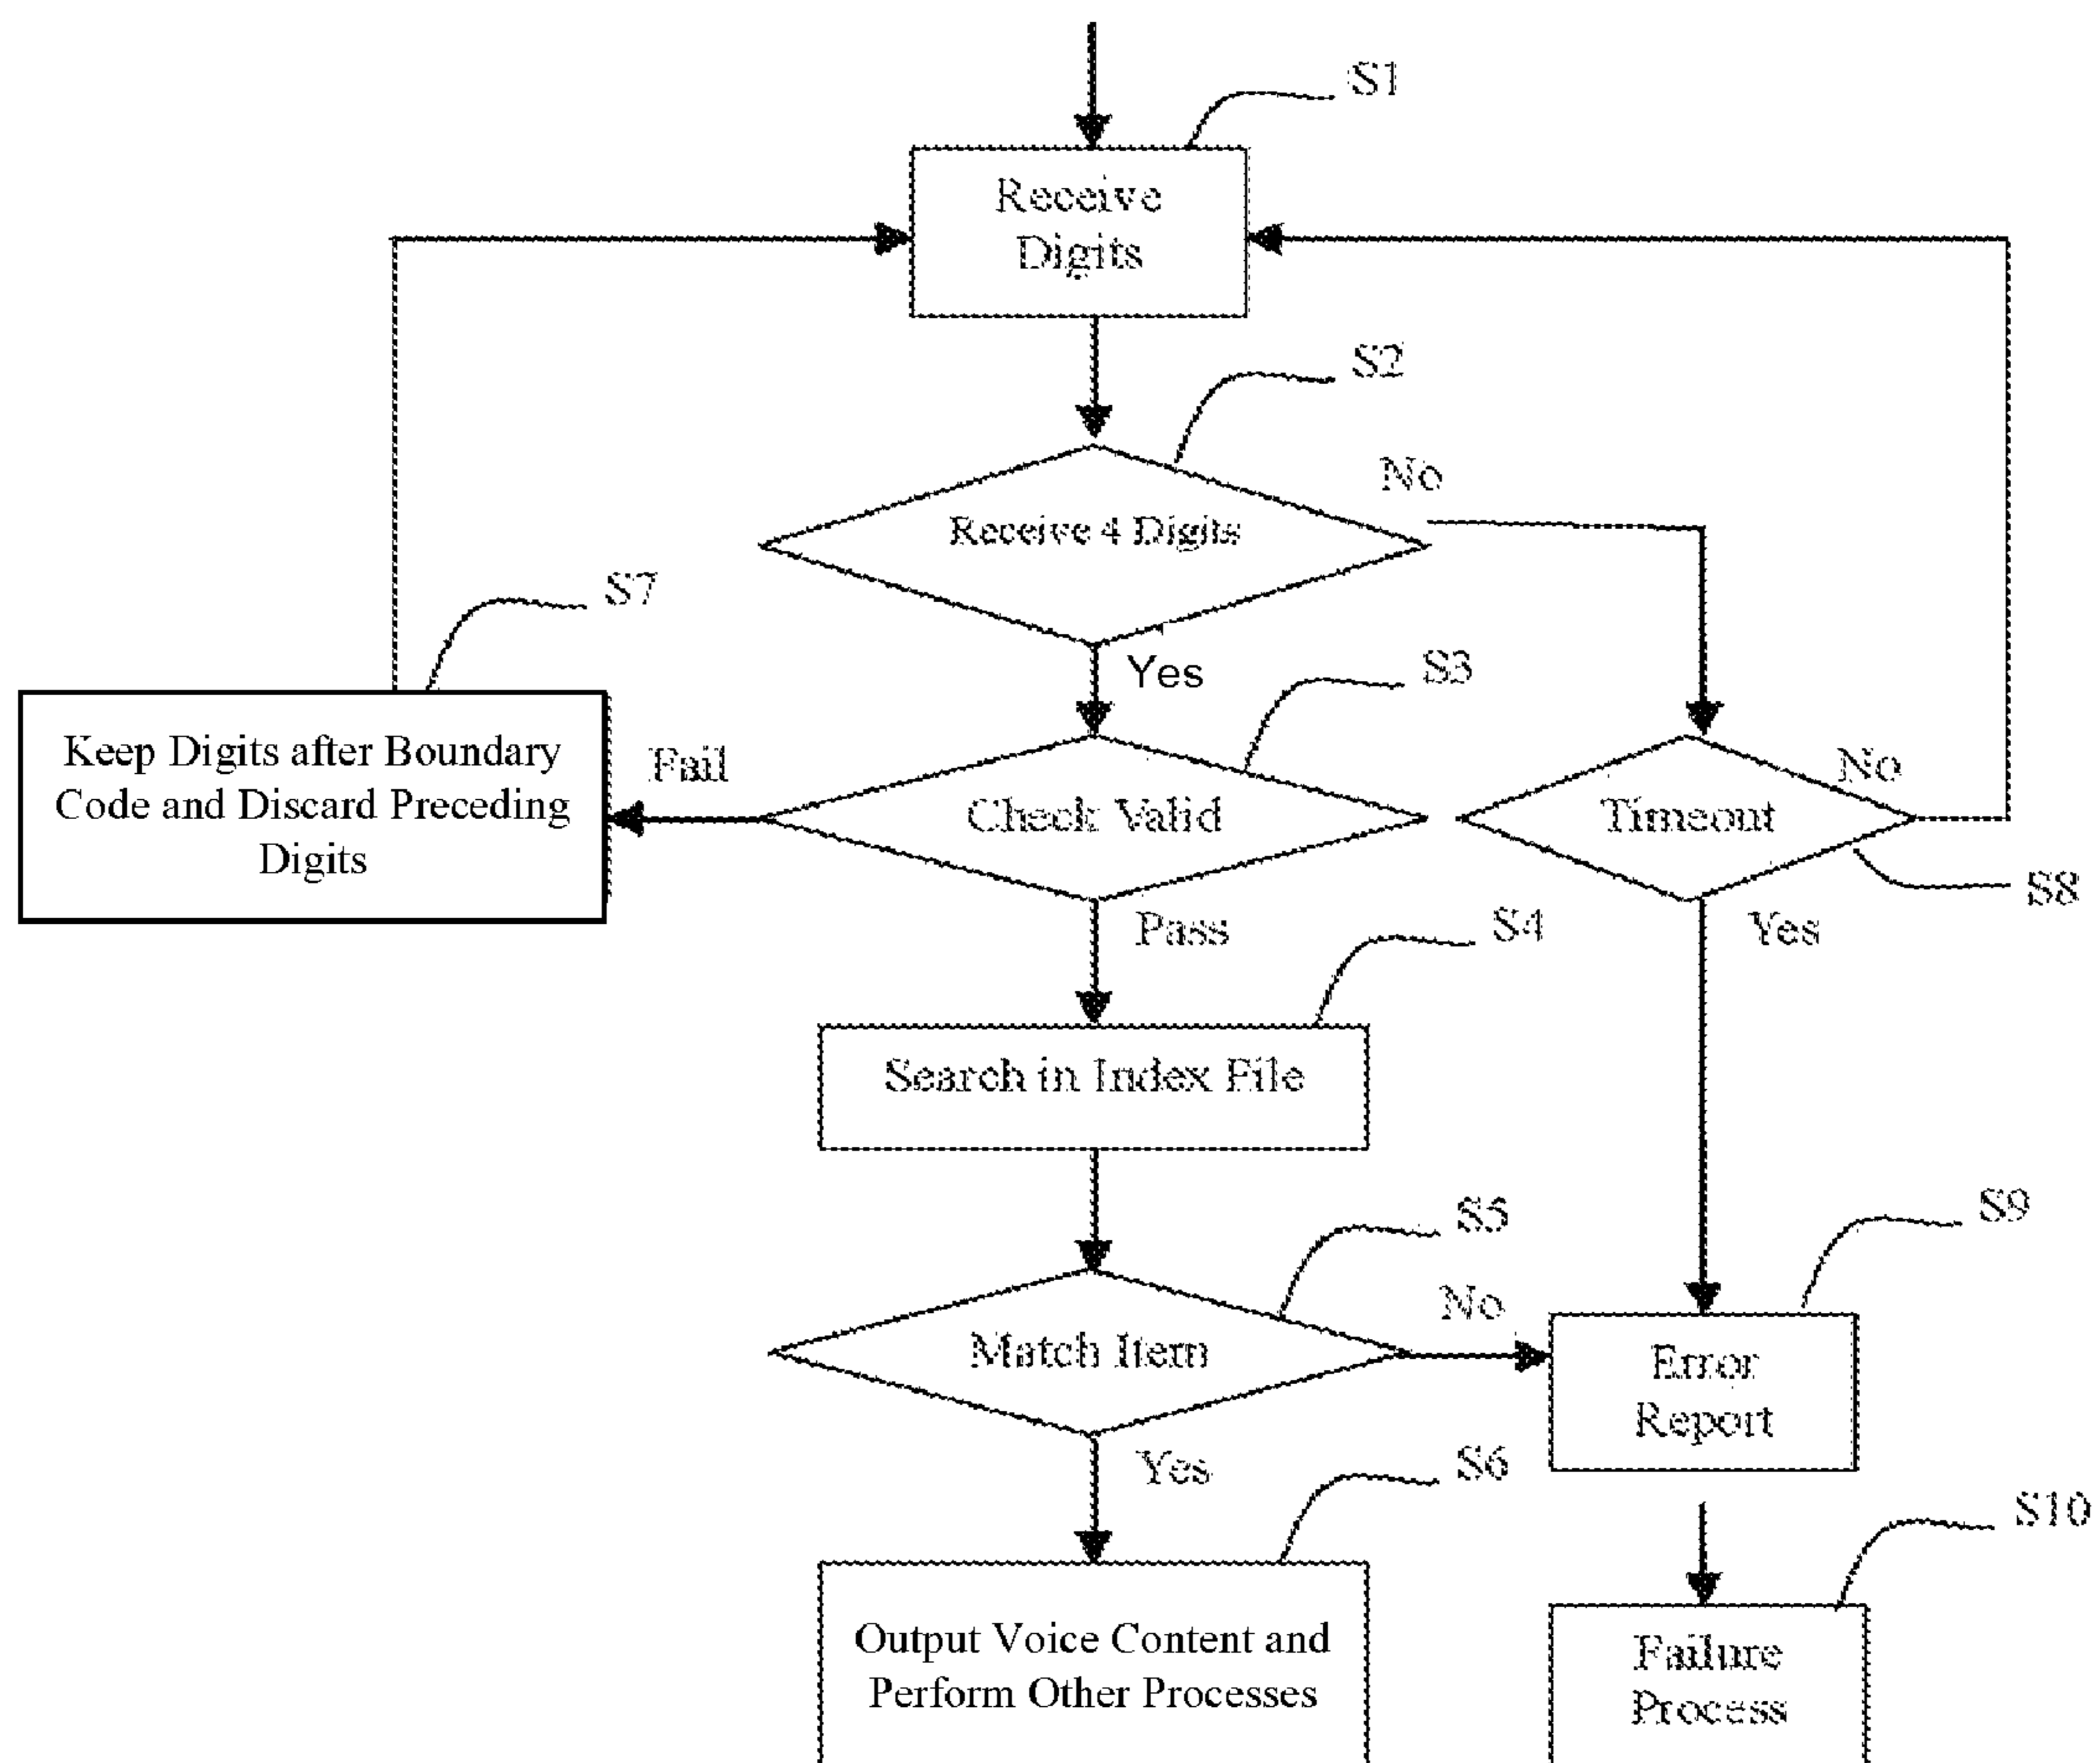 S1
Receive
Digits
S2
No
Receive 4 Digits
S7
Yes
S3
Keep Digits after Boundary
Code and Discard Preceding
Digits
Fail
Check Valid
Timeout
No
S8
Pass
Yes
S4
Search in Index File
S5
No
S9
Match Item
Error
Report
Yes
S6
S10
Output Voice Content and
Perform Other Processes
Failure
Process